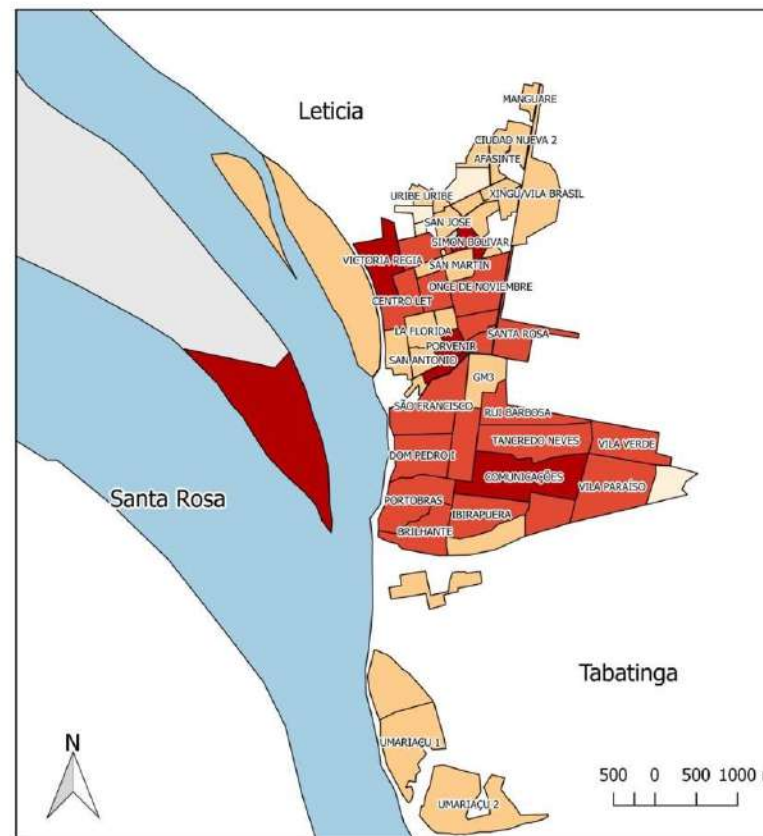 MANGUARE
Leticia
CIUDAD NUEVA 2
AFASINTE
URIBE URIBE
XINGU/VILA BRASIL
SAN JOSE
SIMON BOLIVAR
VICTORIA REGIA
SAN MARTIN
ONCE DE NOVIEMBRE
CENTRO LET
LA FLORIDA
SANTA ROSA
PORVENIR
SAN ANTONIO
GM3
SÃO FRANCISCO
RUI BARBOSA
TANCREDO NEVES
VILA VERDE
DOM PEDRO I
COMUNICAÇÕES
VILA PARAISO
Santa Rosa
PORTOBRAS
IBIRAPUERA
BRILHANTE
Tabatinga
N
UMARIAÇU 1
500 0 500 1000
UMARIAÇU 2